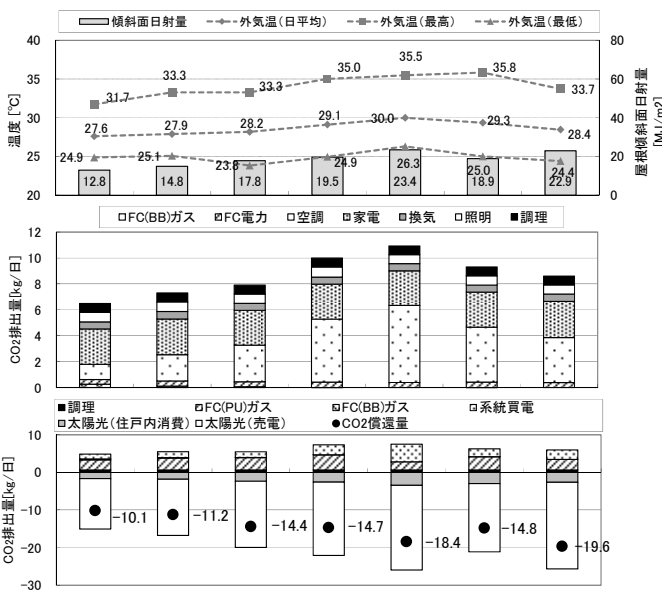 傾斜面日射量 外気温(日平均) 外気温(最高) 外気温(最低)
40 80
35 60
30 40
25 20
20 0
温度 [℃]
屋根傾斜面日射量
[MJ/m2]
31.7 33.3 33.3 35.0 35.5 35.8 33.7
27.6 27.9 28.2 29.1 30.0 29.3 28.4
24.9 25.1 23.8 24.9 26.3 25.0 24.4
12.8 14.8 17.8 19.5 23.4 18.9 22.9
FC(BB)ガス FC電力 空調 家電 換気 照明 調理
12
10
8
6
4
2
0
CO2排出量[kg/日]
調理 FC(PU)ガス FC(BB)ガス 系統買電
太陽光(住戸内消費) 太陽光(売電) CO2償還量
10
0
-10
-20
-30
CO2排出量[kg/日]
-10.1 -11.2 -14.4 -14.7 -18.4 -14.8 -19.6